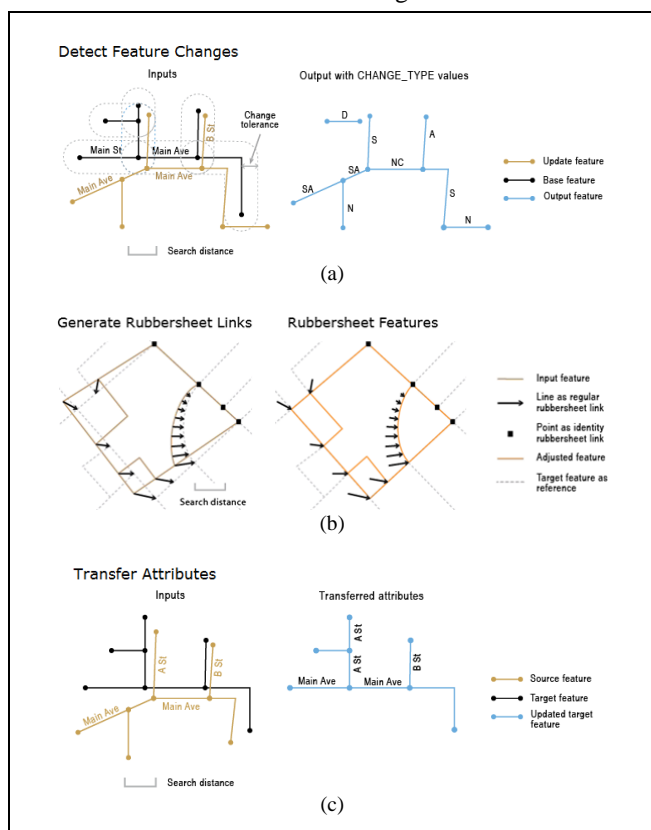 Detect Feature Changes
Inputs
Output with CHANGE_TYPE values
Change
tolerance
Main St
Main Ave
B St
Main Ave
Main Ave
D
S
A
SA
NC
SA
N
S
N
Update feature
Base feature
Output feature
Search distance
(a)
Generate Rubbersheet Links
Rubbersheet Features
Input feature
Line as regular
rubbersheet link
Point as identity
rubbersheet link
Adjusted feature
Target feature as
reference
Search distance
(b)
Transfer Attributes
Inputs
Transferred attributes
A St
B St
Main Ave
Main Ave
A St
A St
B St
Main Ave
Main Ave
Source feature
Target feature
Updated target
feature
Search distance
(c)